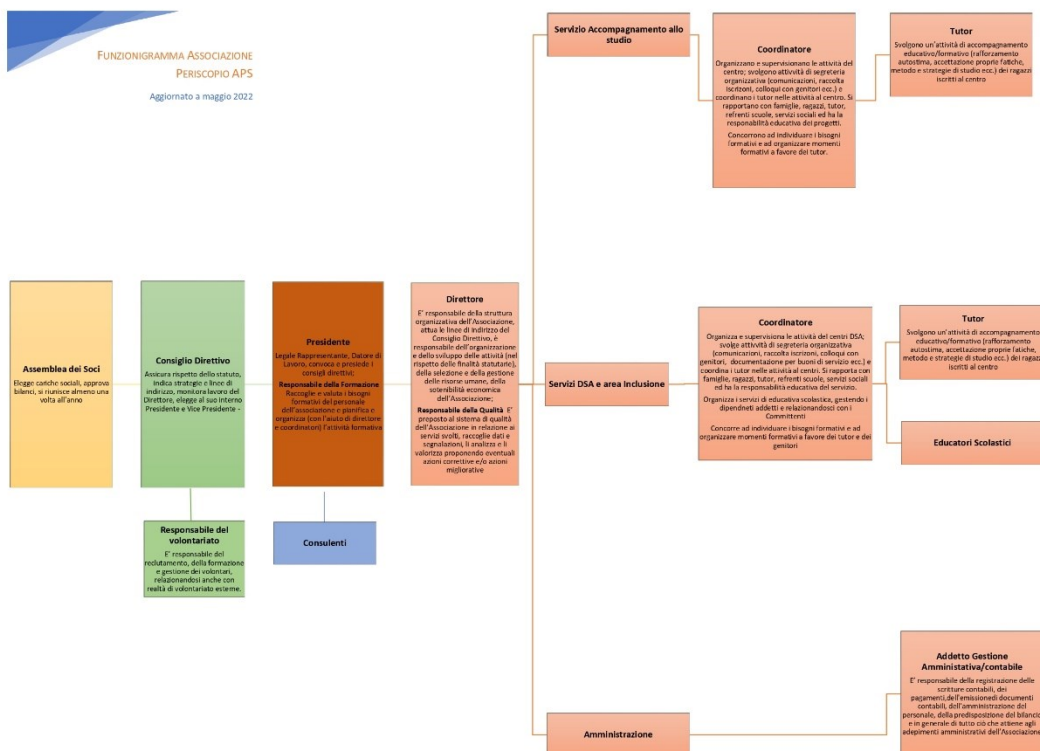 FUNZIONIGRAMMA ASSOCIAZIONE
PERISCOPIO APS
Aggiornato a maggio 2022
Assemblea dei Soci
Elegge cariche sociali, approva
bilanci, si riunisce almeno una
volta all'anno
Consiglio Direttivo
Assicura rispetto dello statuto,
indica strategie e linee di
indirizzo, monitora lavoro del
Direttore, elegge al suo interno
Presidente e Vice Presidente -
Responsabile del
volontariato
E' responsabile del
reclutamento, della formazione
e gestione dei volontari,
relazionandosi anche con
realtà di volontariato esterne.
Presidente
Legale Rappresentante, Datore di
Lavoro, convoca e presiede i
consigli direttivi;
Responsabile della Formazione
Raccoglie e valuta i bisogni
formativi del personale
dell'associazione e pianifica e
organizza (con l'aiuto di direttore
e coordinatori) l'attività formativa
Consulenti
Direttore
E' responsabile della struttura
organizzativa dell'Associazione,
attua le linee di indirizzo del
Consiglio Direttivo, è
responsabile dell'organizzazione
e dello sviluppo delle attività (nel
rispetto delle finalità statutarie),
della selezione e della gestione
delle risorse umane, della
sotenibilità economica
dell'Associazione;
Responsabile della Qualità E'
preposto al sistema di qualità
dell'Associazione in relazione ai
servizi svolti, raccoglie dati e
segnalazioni, li analizza e li
valorizza proponendo eventuali
azioni correttive e/o azioni
migliorative
Servizio Accompagnamento allo
studio
Coordinatore
Organizzano e supervisionano le attività del
centro; svolgono attvività di segreteria
organizzativa (comunicazioni, raccolta
iscrizoni, colloqui con genitori ecc.) e
coordinano i tutor nelle attività al centro. Si
rapportano con famiglie, ragazzi, tutor,
refrenti scuole, servizi sociali ed ha la
responabilità educativa dei progetti.
Concorrono ad individuare i bisogni
formativi e ad organizzare momenti
formativi a favore dei tutor.
Tutor
Svolgono un'attività di accompagnamento
educativo/formativo (rafforzamento
autostima, accettazione proprie fatiche,
metodo e strategie di studio ecc.) dei ragazzi
iscritti al centro
Servizi DSA e area Inclusione
Coordinatore
Organizza e supervisiona le attività del centri DSA;
svolge attività di segreteria organizzativa
(comunicazioni, raccolta iscrizoni, colloqui con
genitori, documentazione per buoni di servizio ecc.) e
coordina i tutor nelle attività al centri. Si rapporta con
famiglie, ragazzi, tutor, refrenti scuole, servizi sociali
ed ha la responsabilità educativa del servizio.
Organizza i servizi di educativa scolastica, gestendo i
dipendneti addetti e relazionandosi con i
Committenti
Concorre ad individuare i bisogni formativi e ad
organizzare momenti formativi a favore dei tutor e dei
genitori
Tutor
Svolgono un'attività di accompagnamento
educativo/formativo (rafforzamento
autostima, accettazione proprie fatiche,
metodo e strategie di studio ecc.) dei ragazzi
iscritti al centro
Educatori Scolastici
Amministrazione
Addetto Gestione
Amministativa/contabile
E' responsabile della registrazione delle
scritture contabili, dei
pagamenti,dell'emissionedi documenti
contabili, dell'amministrazione del
personale, della predisposizione del bilancio
e in generale di tutto ciò che attiene agli
adepimenti amministrativi dell'Associazione